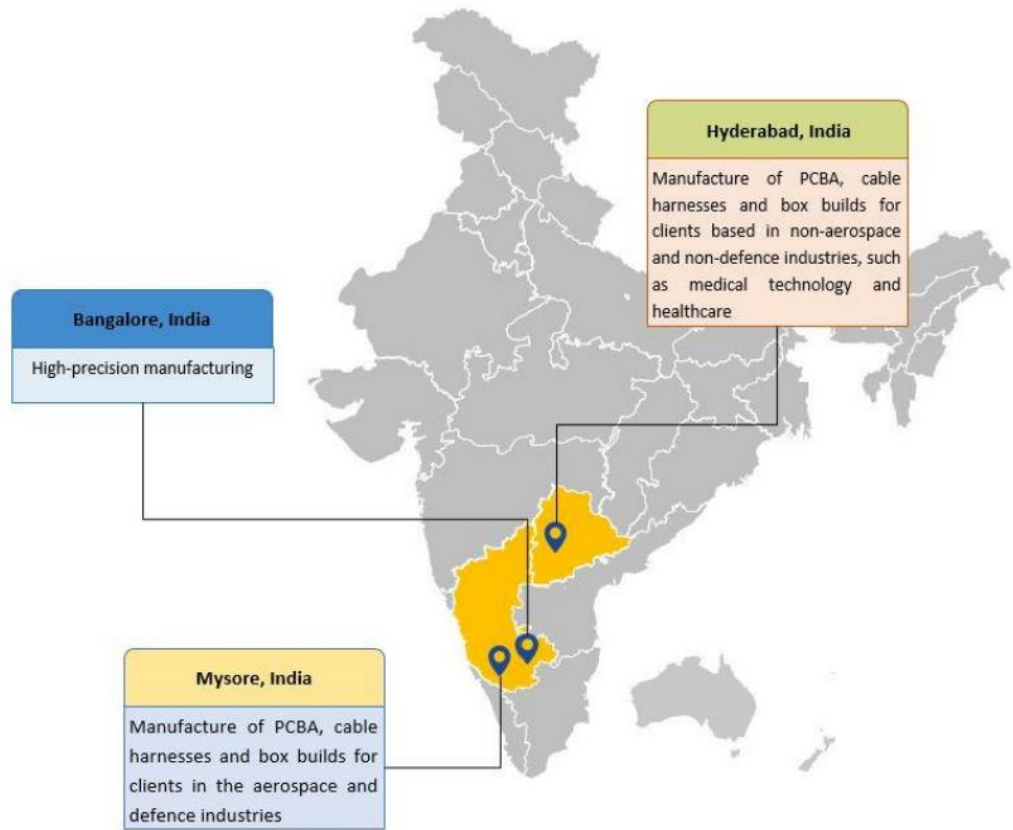 Hyderabad, India
Manufacture of PCBA, cable
harnesses and box builds for
clients based in non-aerospace
and non-defence industries, such
as medical technology and
healthcare
Bangalore, India
High-precision manufacturing
Mysore, India
Manufacture of PCBA, cable
harnesses and box builds for
clients in the aerospace and
defence industries